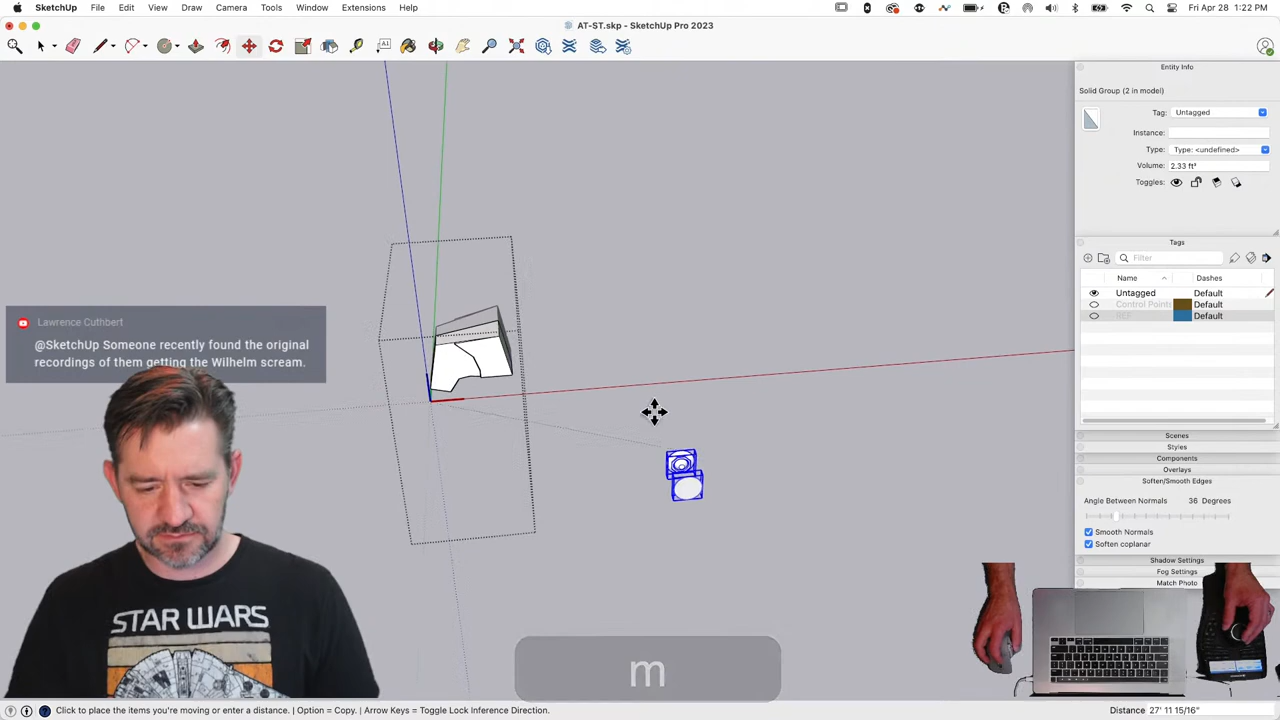 SketchUp File Edit View Draw Camera Tools Window Extensions Help
Fri Apr 28 1:22 PM
AT-ST.skp - SketchUp Pro 2023
Entity Info
Solid Group (2 in model)
Tag: Untagged
Instance:
Type: Type: <undefined>
Volume: 2.33 ft³
Toggles:
Tags
Filter
Name Dashes
Untagged Default
Control Points Default
REF Default
Scenes
Styles
Components
Overlays
Soften/Smooth Edges
Angle Between Normals 36 Degrees
Smooth Normals
Soften coplanar
Shadow Settings
Fog Settings
Match Photo
Lawrence Cuthbert
@SketchUp Someone recently found the original
recordings of them getting the Wilhelm scream.
STAR WARS
m
Click to place the items you're moving or enter a distance. | Option = Copy. | Arrow Keys = Toggle Lock Inference Direction.
Distance 27' 11 15/16"